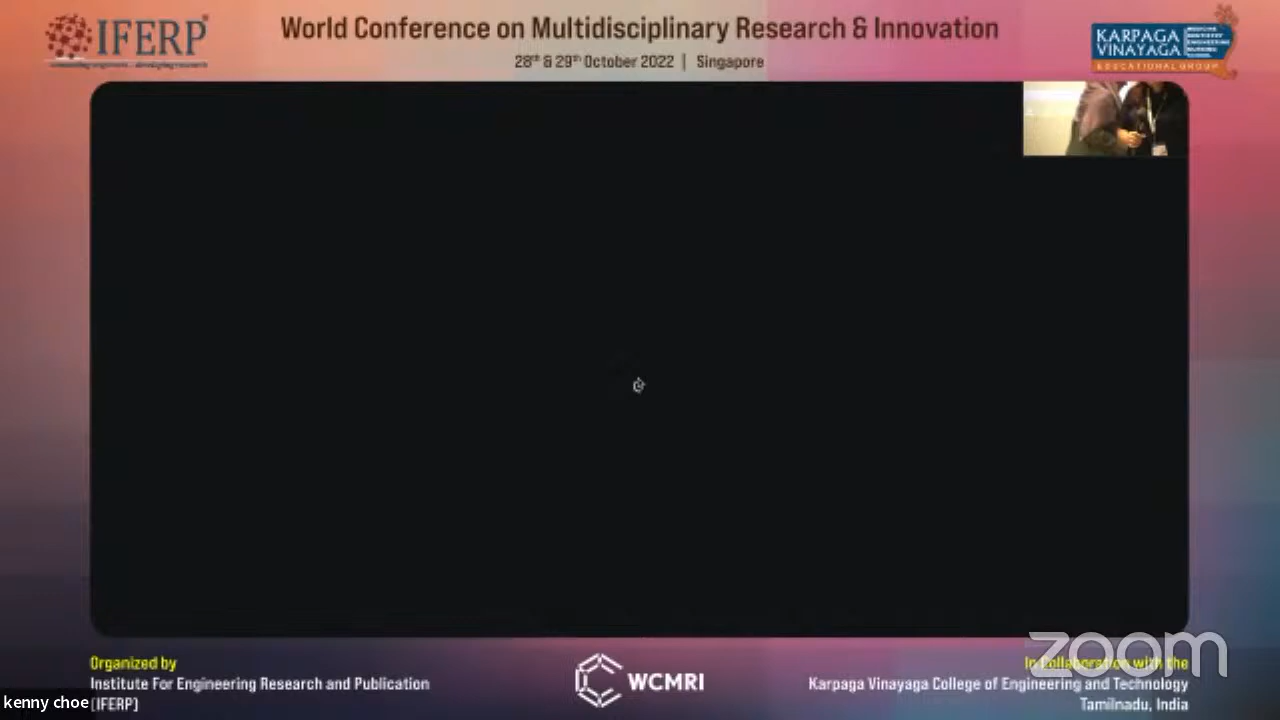 IFERP
World Conference on Multidisciplinary Research & Innovation
28th & 29th October 2022 | Singapore
KARPAGA
VINAYAGA
EDUCATIONAL GROUP
Organized by
Institute For Engineering Research and Publication
(IFERP)
WCMRI
In Collaboration with the
Karpaga Vinayaga College of Engineering and Technology
Tamilnadu, India
zoom
kenny choe